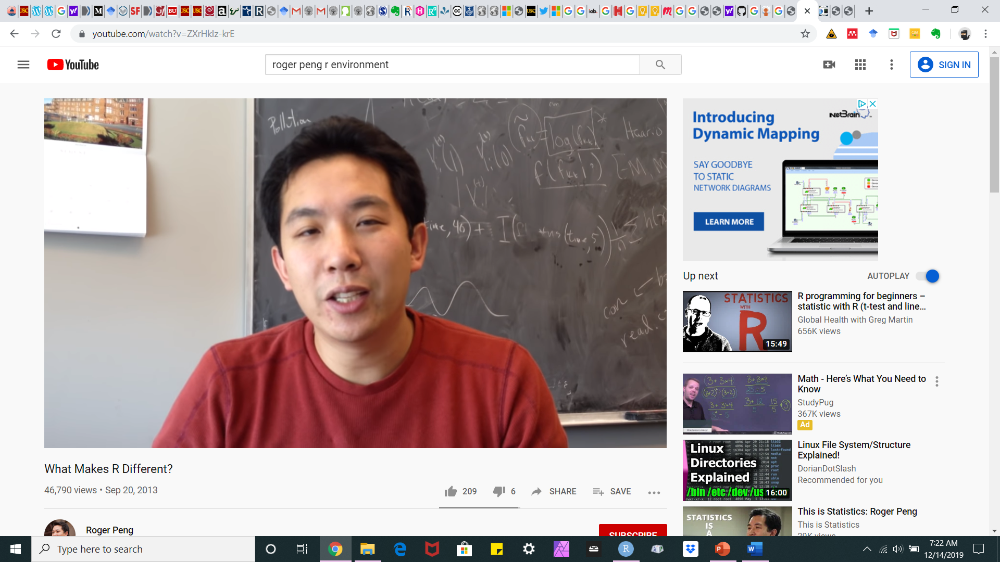 youtube.com/watch?v=ZXrHkIz-krE
YouTube
roger peng r environment
SIGN IN
Pollution
Haario
Introducing
Dynamic Mapping
NetBrain
SAY GOODBYE
TO STATIC
NETWORK DIAGRAMS
LEARN MORE
Up next
AUTOPLAY
STATISTICS
WITH
R
15:49
R programming for beginners –
statistic with R (t-test and line...
Global Health with Greg Martin
656K views
Math - Here's What You Need to
Know
StudyPug
367K views
Ad
Linux
Directories
Explained
/bin /etc /dev /us
16:00
Linux File System/Structure
Explained!
DorianDotSlash
Recommended for you
STATISTICS
IS
A
This is Statistics: Roger Peng
This is Statistics
29K views
What Makes R Different?
46,790 views • Sep 20, 2013
209
6
SHARE
SAVE
Roger Peng
SUBSCRIBE
Type here to search
7:22 AM
12/14/2019